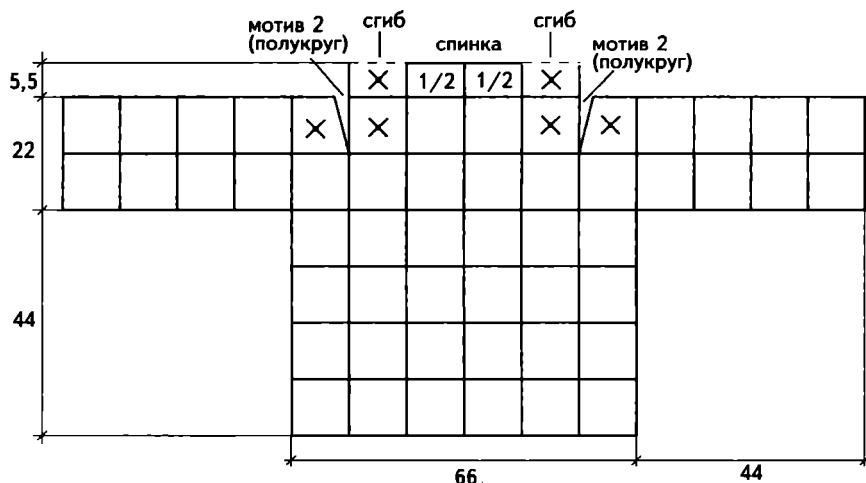 мотив 2
(полукруг)
сгиб
спинка
сгиб
мотив 2
(полукруг)
5,5
1/2
1/2
22
44
66.
44